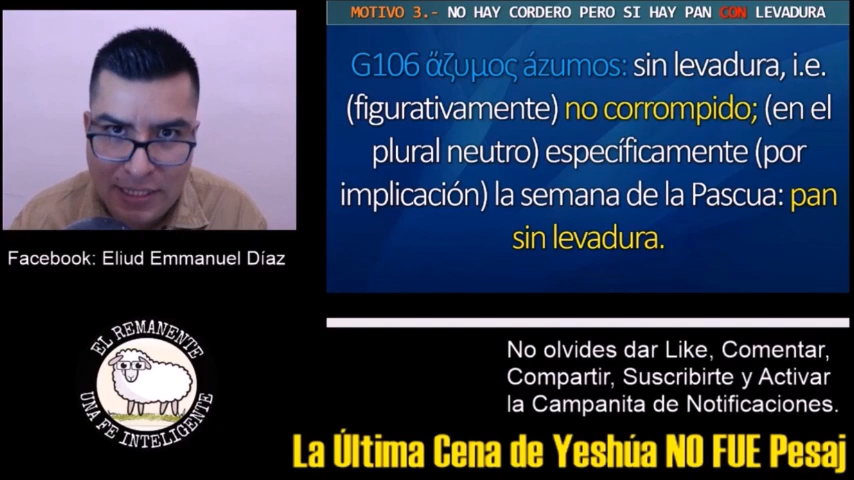 MOTIVO 3.- NO HAY CORDERO PERO SI HAY PAN CON LEVADURA
G106 ἄζυμος ázumos: sin levadura, i.e.
(figurativamente) no corrompido; (en el
plural neutro) específicamente (por
implicación) la semana de la Pascua: pan
sin levadura.
Facebook: Eliud Emmanuel Díaz
EL REMANENTE
UNA FE INTELIGENTE
No olvides dar Like, Comentar,
Compartir, Suscribirte y Activar
la Campanita de Notificaciones.
La Última Cena de Yeshúa NO FUE Pesaj